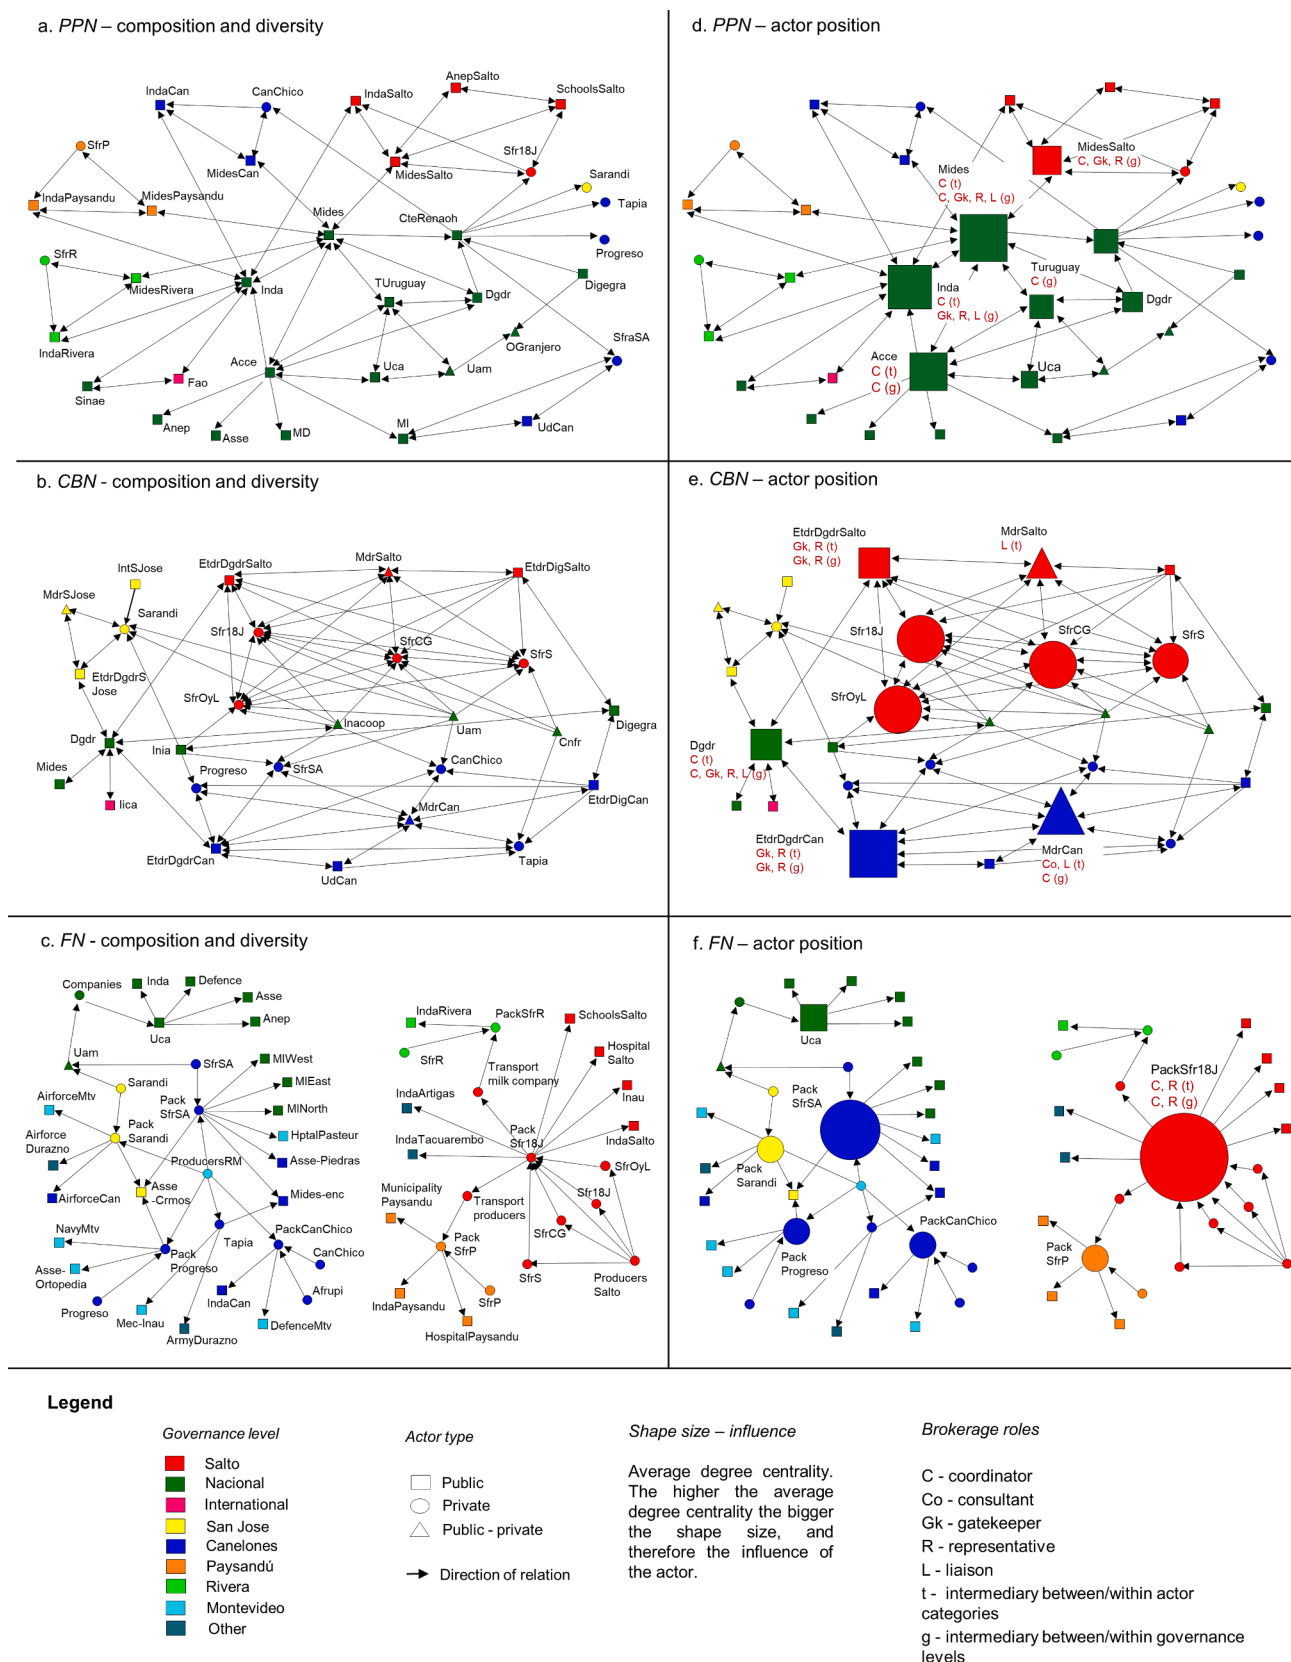 a. PPN – composition and diversity
IndaCan
CanChico
AnepSalto
IndaSalto
SchoolsSalto
SfrP
MidesCan
MidesSalto
Sfr18J
Sarandi
IndaPaysandu
MidesPaysandu
Mides
CteRenaoh
Tapia
Progreso
SfrR
MidesRivera
Inda
TUruguay
Dgdr
Digegra
IndaRivera
OGranjero
SfraSA
Acce
Uca
Uam
Sinae
Fao
Anep
Asse
MD
MI
UdCan
d. PPN – actor position
MidesSalto
C, Gk, R (g)
Mides
C (t)
C, Gk, R, L (g)
Turuguay
C (g)
Inda
C (t)
Gk, R, L (g)
Dgdr
Acce
C (t)
C (g)
Uca
b. CBN - composition and diversity
IntSJose
EtdrDgdrSalto
MdrSalto
EtdrDigSalto
MdrSJose
Sarandi
Sfr18J
SfrCG
SfrS
EtdrDgdrS
Jose
SfrOyL
Inacoop
Uam
Digegra
Dgdr
Inia
Cnfr
Mides
Progreso
SfrSA
CanChico
Iica
MdrCan
EtdrDigCan
EtdrDgdrCan
UdCan
Tapia
e. CBN – actor position
EtdrDgdrSalto
Gk, R (t)
Gk, R (g)
MdrSalto
L (t)
Sfr18J
SfrCG
SfrS
SfrOyL
Dgdr
C (t)
C, Gk, R, L (g)
EtdrDgdrCan
Gk, R (t)
Gk, R (g)
MdrCan
Co, L (t)
C (g)
c. FN - composition and diversity
Companies
Inda
Defence
Asse
Anep
Uca
Uam
SfrSA
Sarandi
MIWest
MIEast
MINorth
AirforceMtv
Pack
SfrSA
Airforce
Durazno
Pack
Sarandi
HptalPasteur
ProducersRM
Asse-Piedras
AirforceCan
Asse
-Crmos
Mides-enc
NavyMtv
Tapia
PackCanChico
Asse-
Ortopedia
Pack
Progreso
CanChico
Progreso
IndaCan
Afrupi
Mec-Inau
ArmyDurazno
DefenceMtv
IndaRivera
PackSfrR
SchoolsSalto
SfrR
Transport
milk company
Hospital
Salto
IndaArtigas
Inau
Pack
Sfr18J
IndaTacuarembo
IndaSalto
SfrOyL
Municipality
Paysandu
Transport
producers
Sfr18J
SfrCG
Pack
SfrP
SfrS
Producers
Salto
IndaPaysandu
SfrP
HospitalPaysandu
f. FN – actor position
Uca
Pack
SfrSA
Pack
Sarandi
PackCanChico
Pack
Progreso
PackSfr18J
C, R (t)
C, R (g)
Pack
SfrP
Legend
Governance level
Salto
Nacional
International
San Jose
Canelones
Paysandú
Rivera
Montevideo
Other
Actor type
Public
Private
Public - private
Direction of relation
Shape size – influence
Average degree centrality.
The higher the average
degree centrality the bigger
the shape size, and
therefore the influence of
the actor.
Brokerage roles
C - coordinator
Co - consultant
Gk - gatekeeper
R - representative
L - liaison
t - intermediary between/within actor
categories
g - intermediary between/within governance
levels